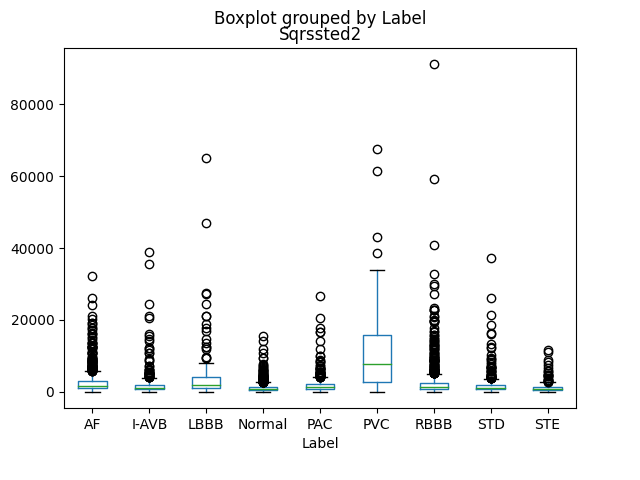 Boxplot grouped by Label
Sqrssted2
80000
60000
40000
20000
0
AF I-AVB LBBB Normal PAC PVC RBBB STD STE
Label